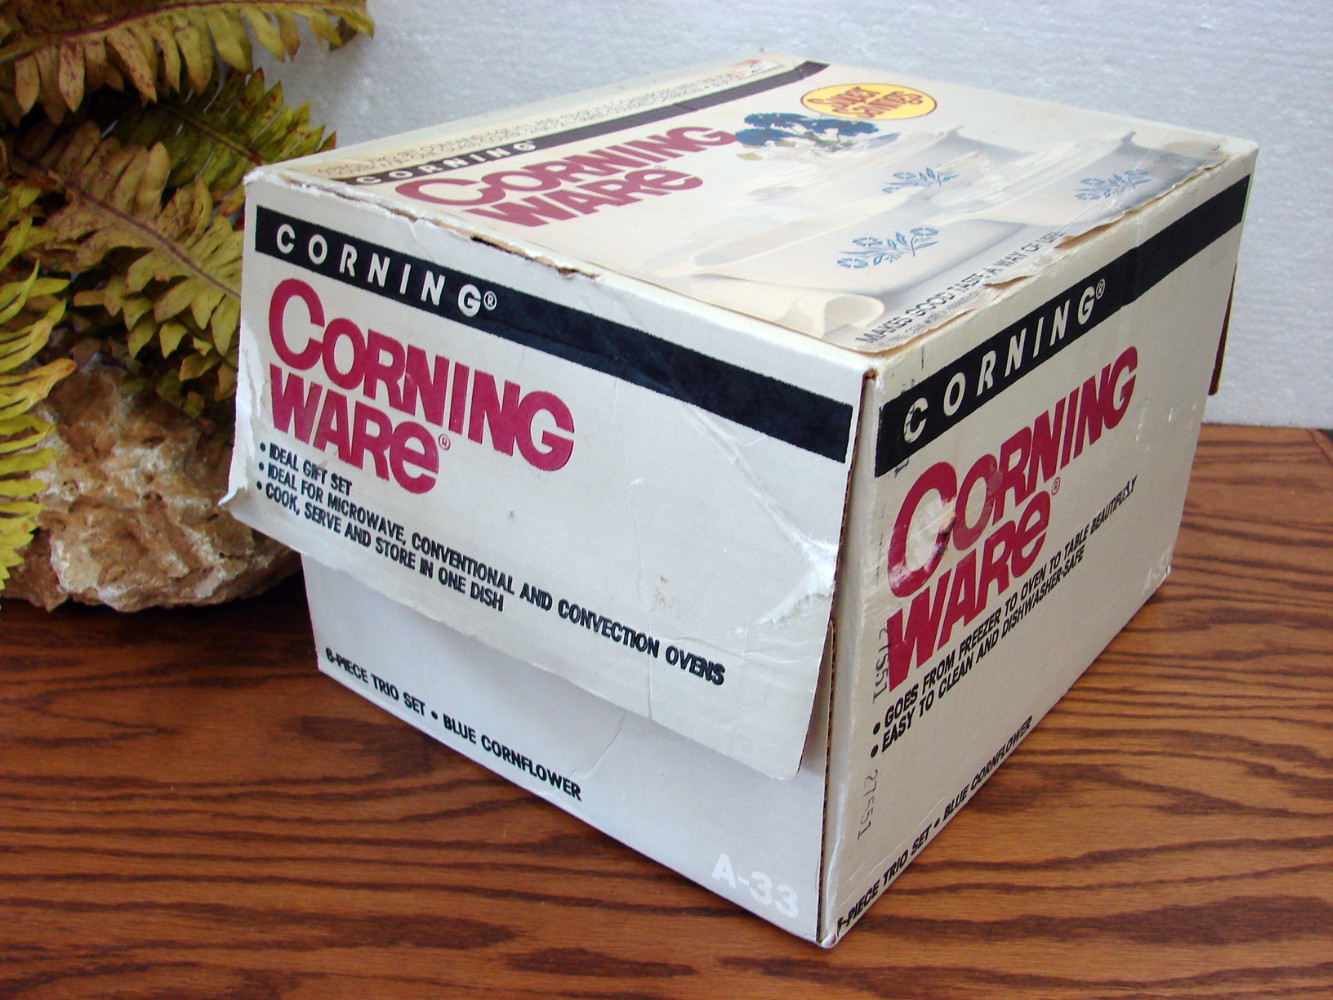 CORNING
CORNING
WARE
Super
Savings
MAKES GOOD TASTE A WAY OF LIFE
CORNING®
CORNING
WARE®
• IDEAL GIFT SET
• IDEAL FOR MICROWAVE, CONVENTIONAL AND CONVECTION OVENS
• COOK, SERVE AND STORE IN ONE DISH
6-PIECE TRIO SET • BLUE CORNFLOWER
A-33
CORNING®
CORNING
WARE®
• GOES FROM FREEZER TO OVEN TO TABLE BEAUTIFULLY
• EASY TO CLEAN AND DISHWASHER-SAFE
27551
27551
6-PIECE TRIO SET • BLUE CORNFLOWER